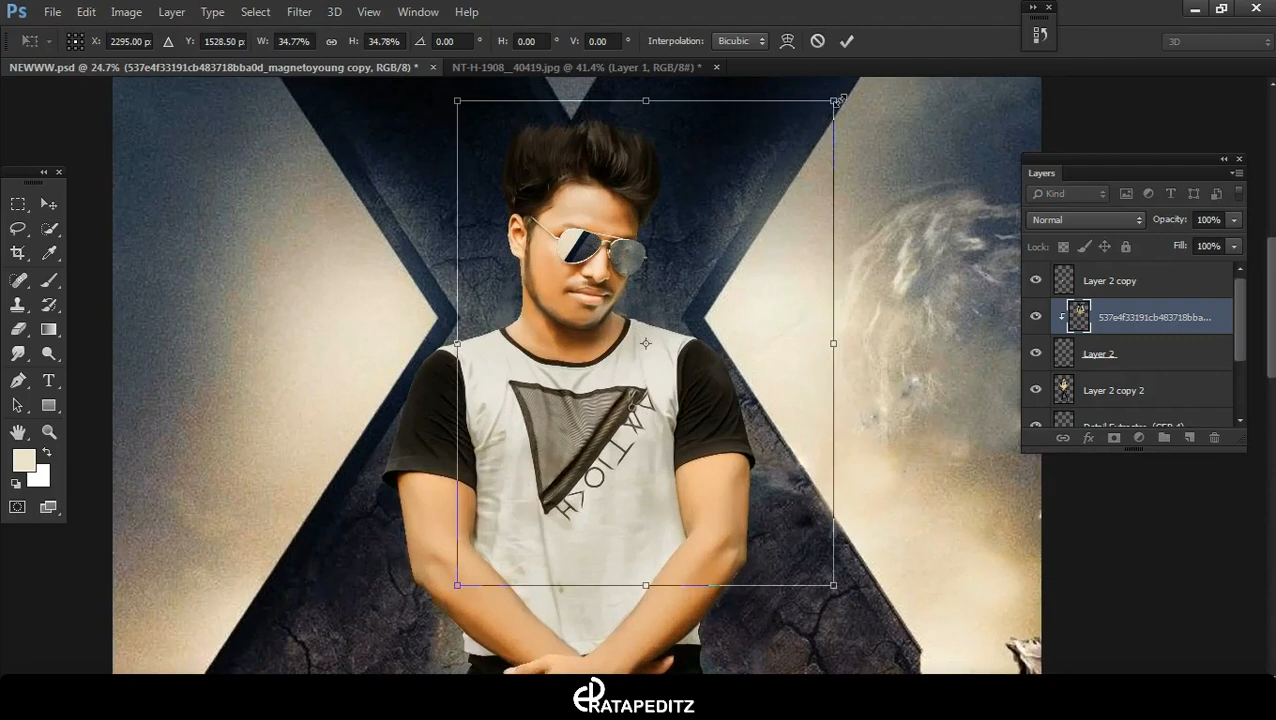 Ps File Edit Image Layer Type Select Filter 3D View Window Help
X: 2295.00 p: Y: 1528.50 p: W: 34.77% H: 34.78% 0.00 ° H: 0.00 ° V: 0.00 ° Interpolation: Bicubic 3D
NEWWW.psd @ 24.7% (537e4f33191cb483718bba0d_magnetoyoung copy, RGB/8) * × NT-H-1908__40419.jpg @ 41.4% (Layer 1, RGB/8#) * ×
Layers
Kind
Normal Opacity: 100%
Lock: Fill: 100%
Layer 2 copy
537e4f33191cb483718bba...
Layer 2
Layer 2 copy 2
T
RATAPEDITZ